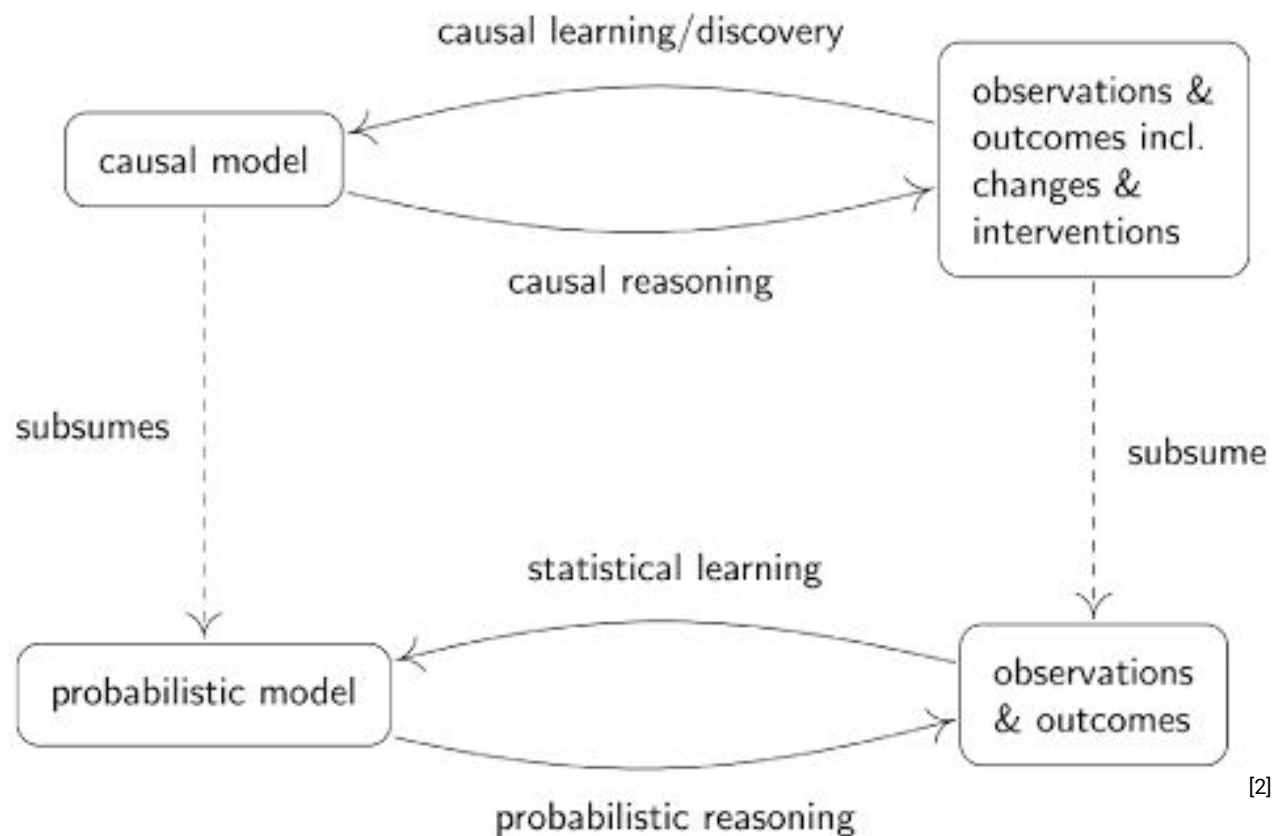 causal learning/discovery
causal model
observations &
outcomes incl.
changes &
interventions
causal reasoning
subsumes
subsume
statistical learning
probabilistic model
observations
& outcomes
probabilistic reasoning
[2]